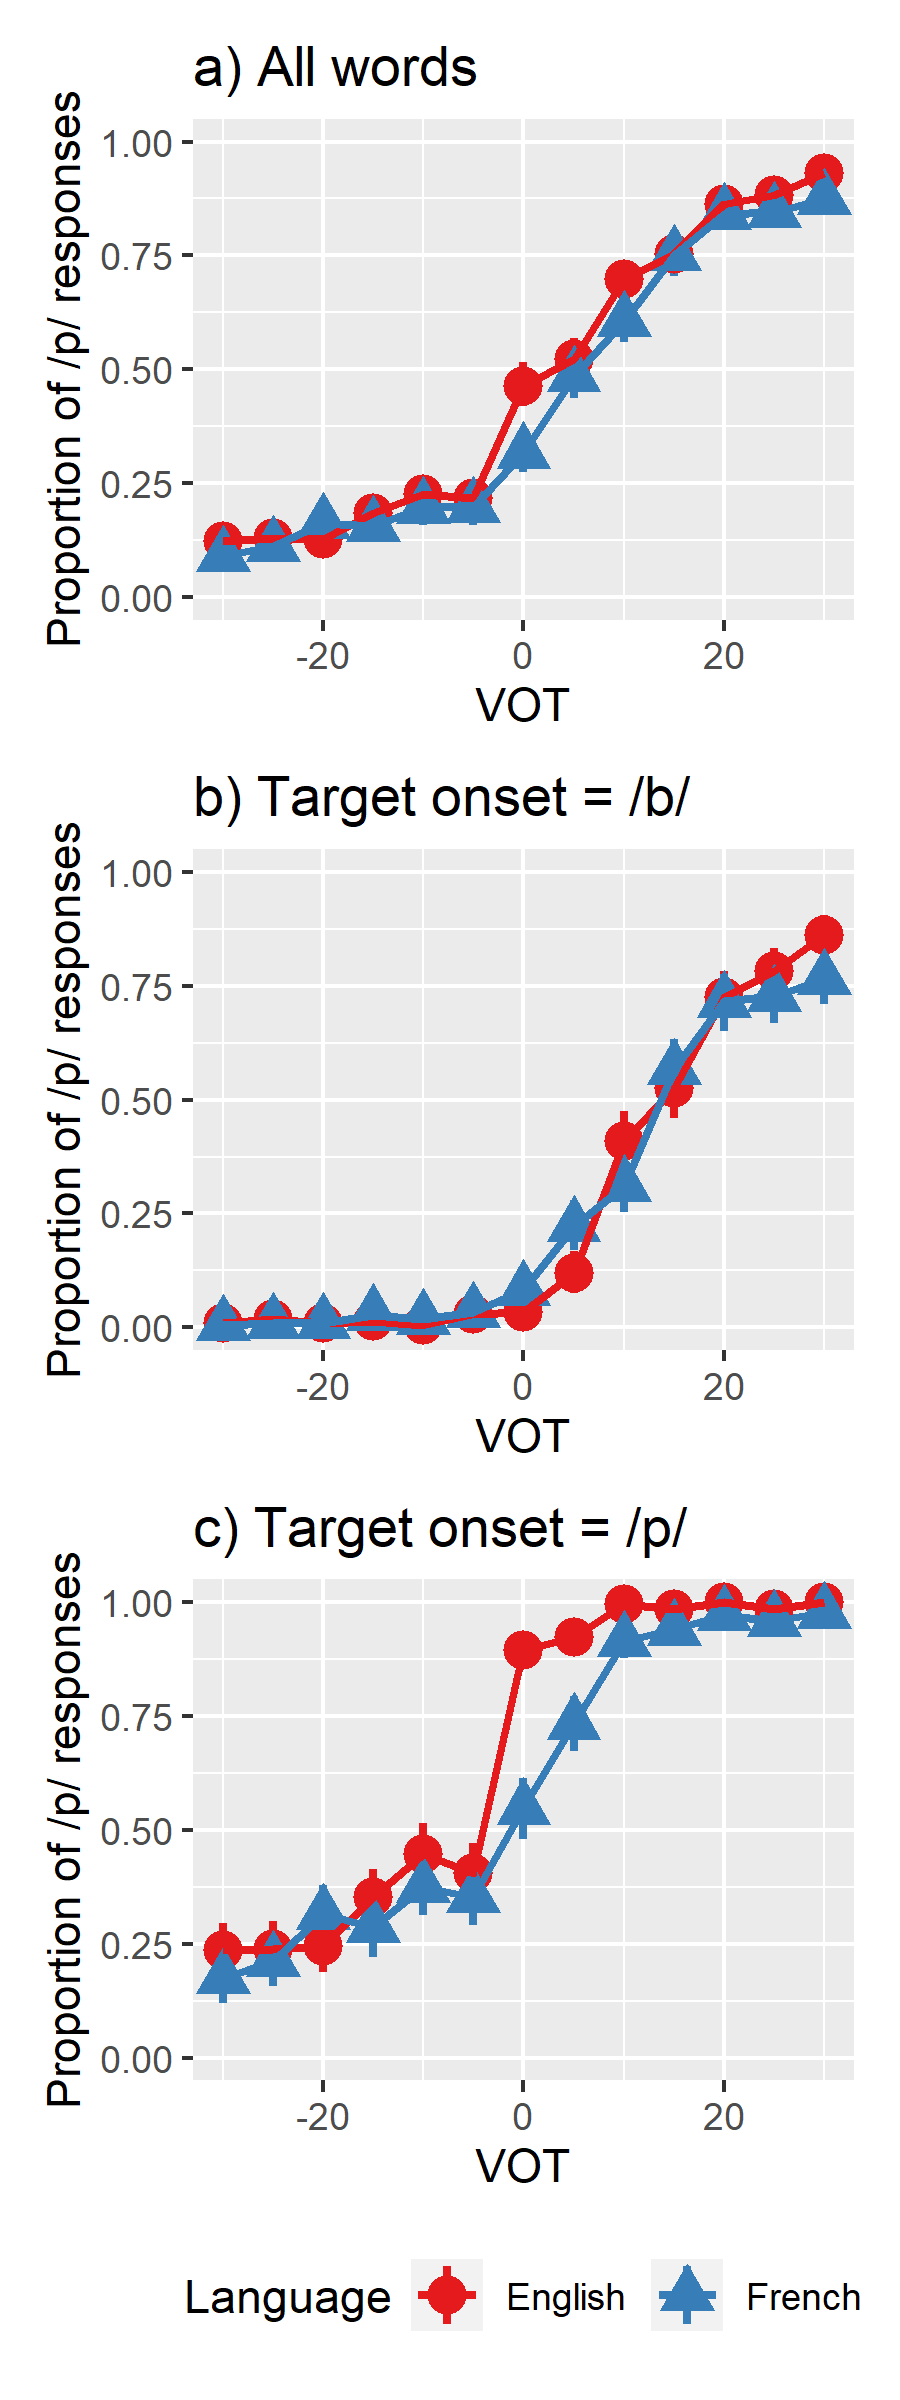 a) All words
Proportion of /p/ responses
1.00
0.75
0.50
0.25
0.00
-20 0 20
VOT
b) Target onset = /b/
Proportion of /p/ responses
1.00
0.75
0.50
0.25
0.00
-20 0 20
VOT
c) Target onset = /p/
Proportion of /p/ responses
1.00
0.75
0.50
0.25
0.00
-20 0 20
VOT
Language English French